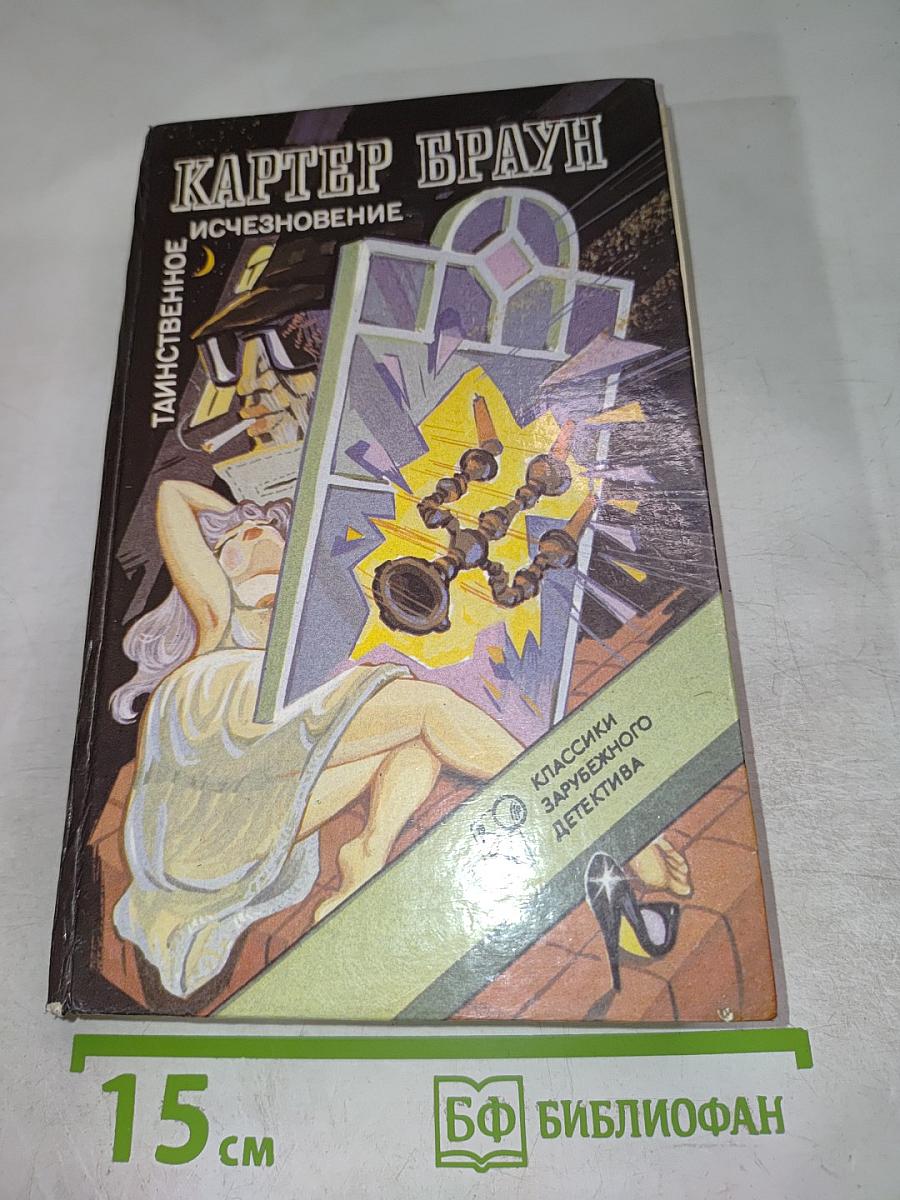 КАРТЕР БРАУН
ТАИНСТВЕННОЕ
ИСЧЕЗНОВЕНИЕ
КЛАССИКИ
ЗАРУБЕЖНОГО
ДЕТЕКТИВА
15 см
БФ БИБЛИОФАН